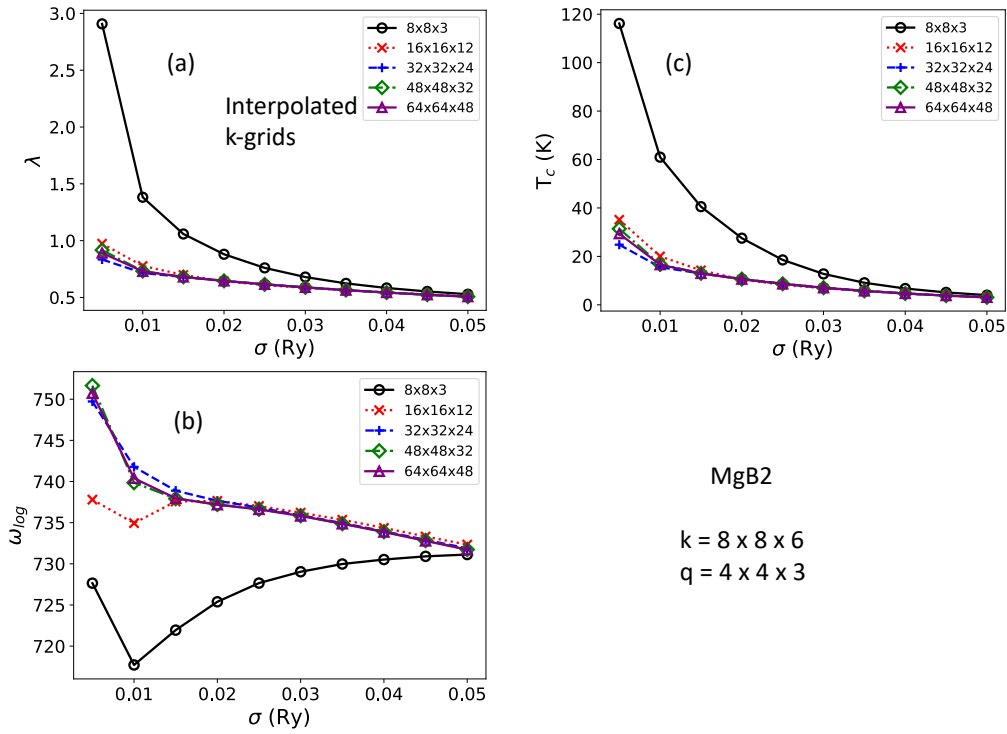 3.0
2.5
2.0
1.5
1.0
0.5
λ
(a)
Interpolated
k-grids
8x8x3
16x16x12
32x32x24
48x48x32
64x64x48
0.01
0.02
0.03
0.04
0.05
σ (Ry)
120
100
80
60
40
20
0
T_c (K)
(c)
8x8x3
16x16x12
32x32x24
48x48x32
64x64x48
0.01
0.02
0.03
0.04
0.05
σ (Ry)
750
745
740
735
730
725
720
ω_log
(b)
8x8x3
16x16x12
32x32x24
48x48x32
64x64x48
0.01
0.02
0.03
0.04
0.05
σ (Ry)
MgB2
k = 8 x 8 x 6
q = 4 x 4 x 3